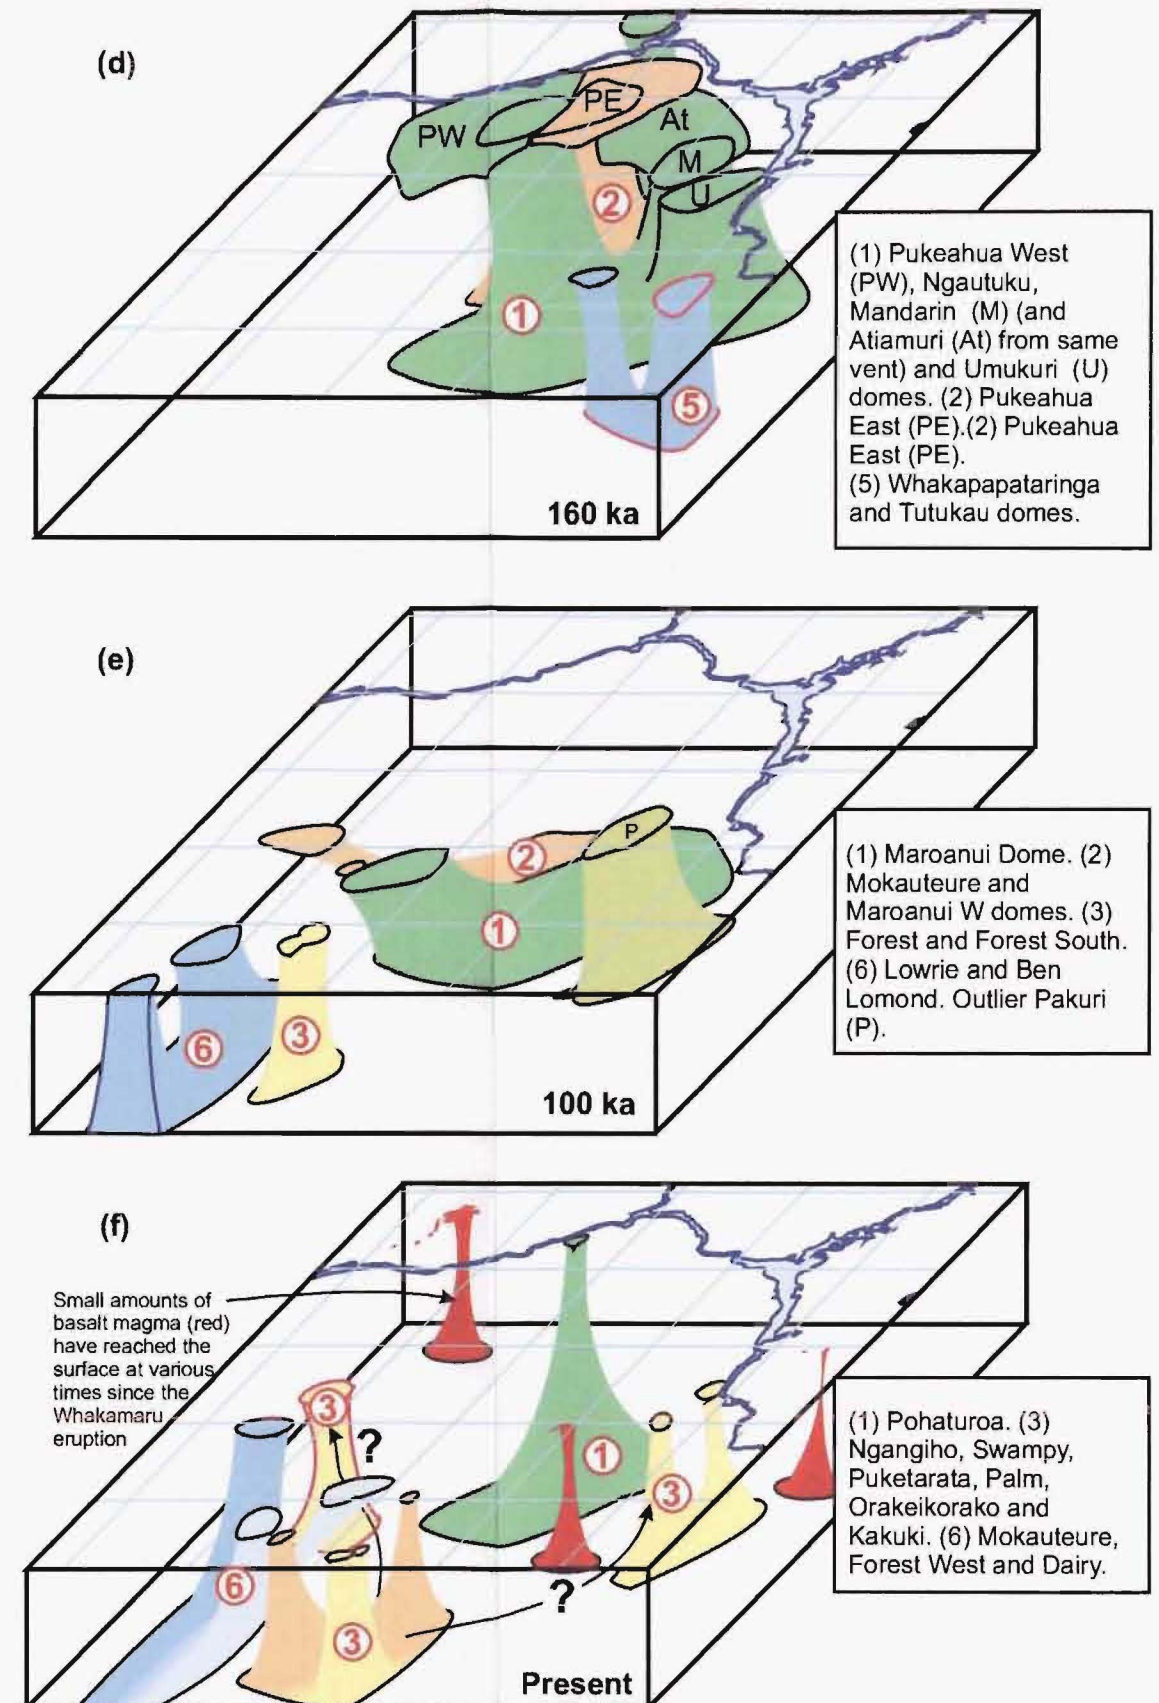 (d)
PE
PW
At
M
U
2
1
5
160 ka
(1) Pukeahua West
(PW), Ngautuku,
Mandarin (M) (and
Atiamuri (At) from same
vent) and Umukuri (U)
domes. (2) Pukeahua
East (PE).(2) Pukeahua
East (PE).
(5) Whakapapataringa
and Tutukau domes.
(e)
P
2
1
6
3
100 ka
(1) Maroanui Dome. (2)
Mokauteure and
Maroanui W domes. (3)
Forest and Forest South.
(6) Lowrie and Ben
Lomond. Outlier Pakuri
(P).
(f)
Small amounts of
basalt magma (red)
have reached the
surface at various
times since the
Whakamaru
eruption
3
?
1
3
6
?
3
Present
(1) Pohaturoa. (3)
Ngangiho, Swampy,
Puketarata, Palm,
Orakeikorako and
Kakuki. (6) Mokauteure,
Forest West and Dairy.